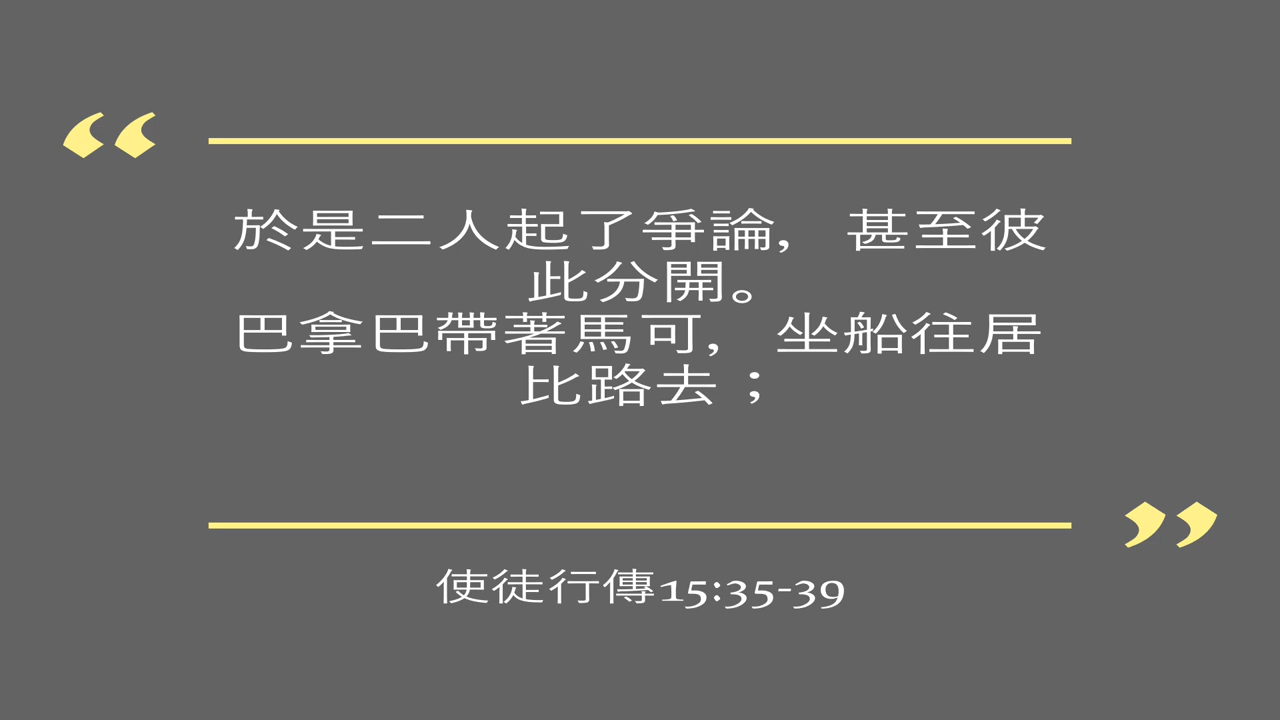 “
於是二人起了爭論, 甚至彼
此分開。
巴拿巴帶著馬可, 坐船往居
比路去；
”
使徒行傳15:35-39